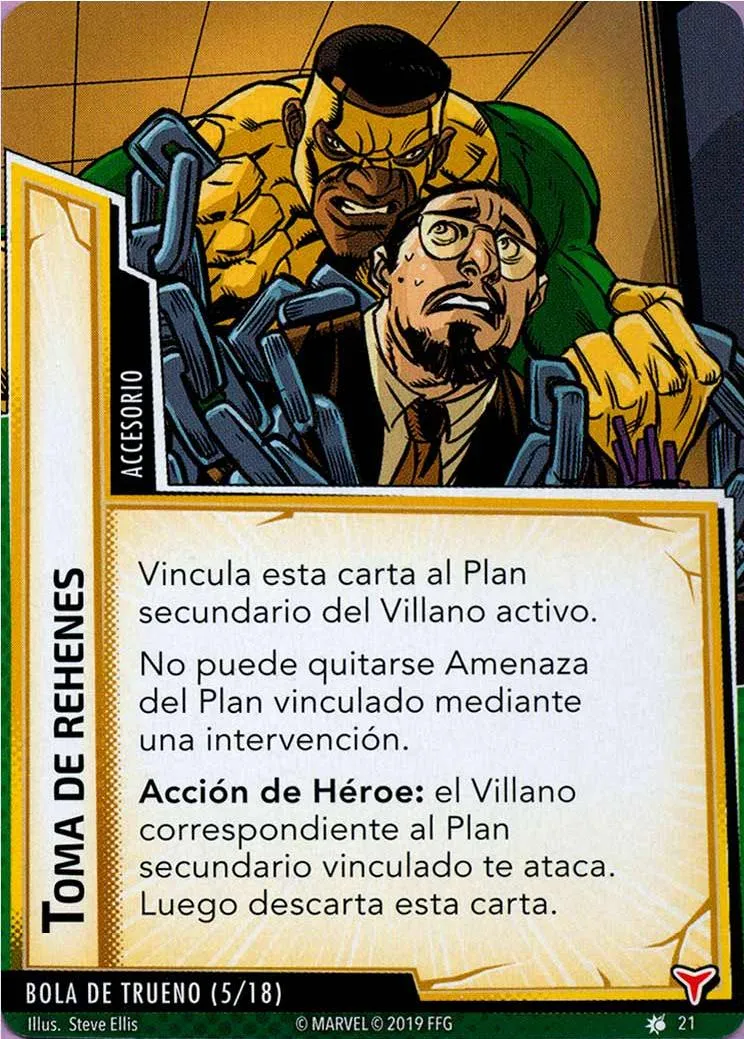 ACCESORIO
TOMA DE REHENES
Vincula esta carta al Plan
secundario del Villano activo.
No puede quitarse Amenaza
del Plan vinculado mediante
una intervención.
Acción de Héroe: el Villano
correspondiente al Plan
secundario vinculado te ataca.
Luego descarta esta carta.
BOLA DE TRUENO (5/18)
Illus. Steve Ellis
© MARVEL © 2019 FFG
21